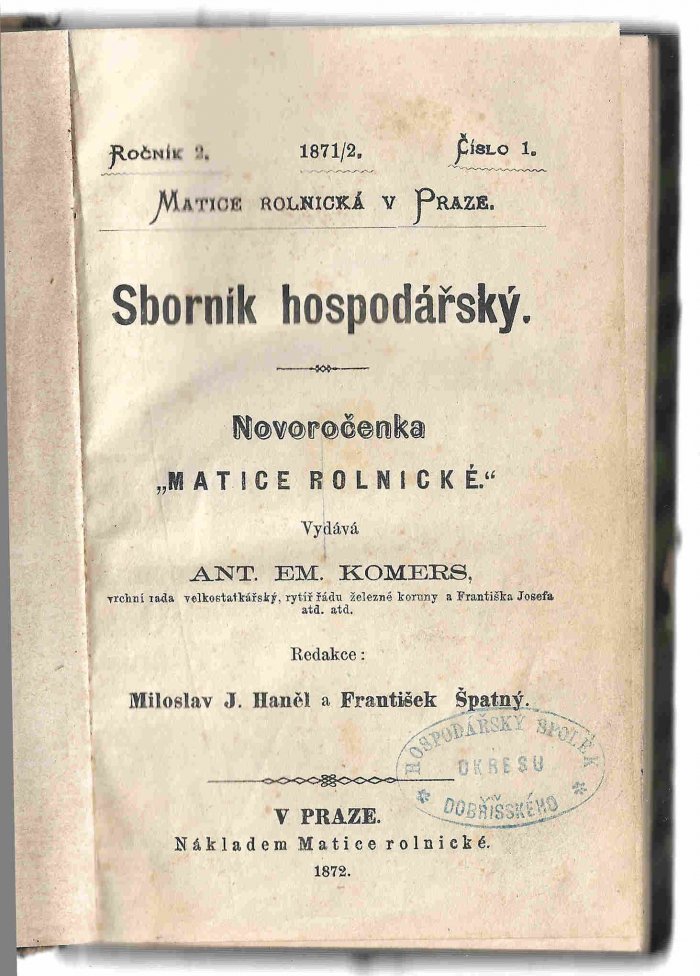 Ročník 2. 1871/2. Číslo 1.
Matice rolnická v Praze.
Sborník hospodářský.
Novoročenka
„MATICE ROLNICKÉ.“
Vydává
ANT. EM. KOMERS,
vrchní rada velkostatkářský, rytíř řádu železné koruny a Františka Josefa
atd. atd.
Redakce:
Miloslav J. Haněl a František Špatný.
HOSPODÁŘSKÝ SPOLEK
OKRESU
* DOBŘÍŠSKÉHO *
V PRAZE.
Nákladem Matice rolnické.
1872.